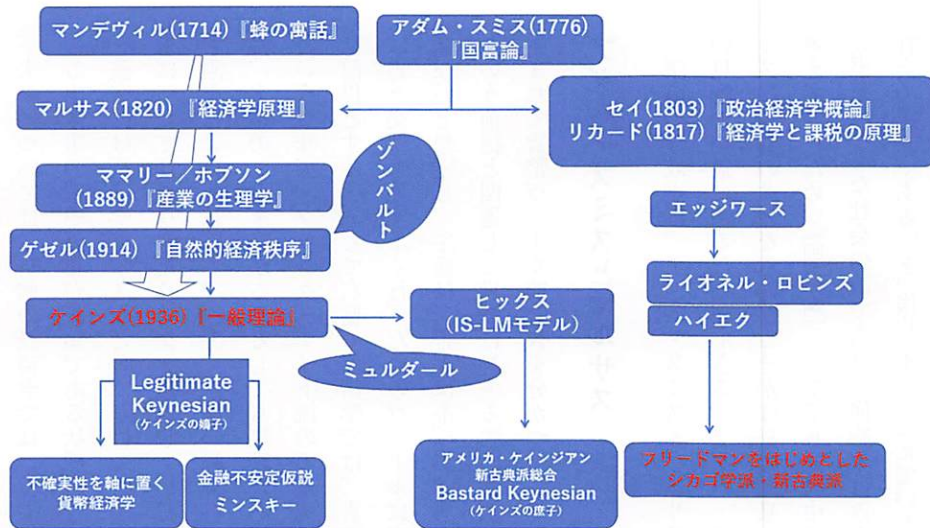 マンデヴィル(1714)『蜂の寓話』
アダム・スミス(1776)
『国富論』
マルサス(1820) 『経済学原理』
セイ(1803)『政治経済学概論』
リカード(1817)『経済学と課税の原理』
ママリー／ホブソン
(1889)『産業の生理学』
ゾンバルト
エッジワース
ゲゼル(1914) 『自然的経済秩序』
ライオネル・ロビンズ
ハイエク
ケインズ(1936)『一般理論』
ヒックス
(IS-LMモデル)
ミュルダール
Legitimate
Keynesian
(ケインズの嫡子)
不確実性を軸に置く
貨幣経済学
金融不安定仮説
ミンスキー
アメリカ・ケインジアン
新古典派総合
Bastard Keynesian
(ケインズの庶子)
フリードマンをはじめとした
シカゴ学派・新古典派